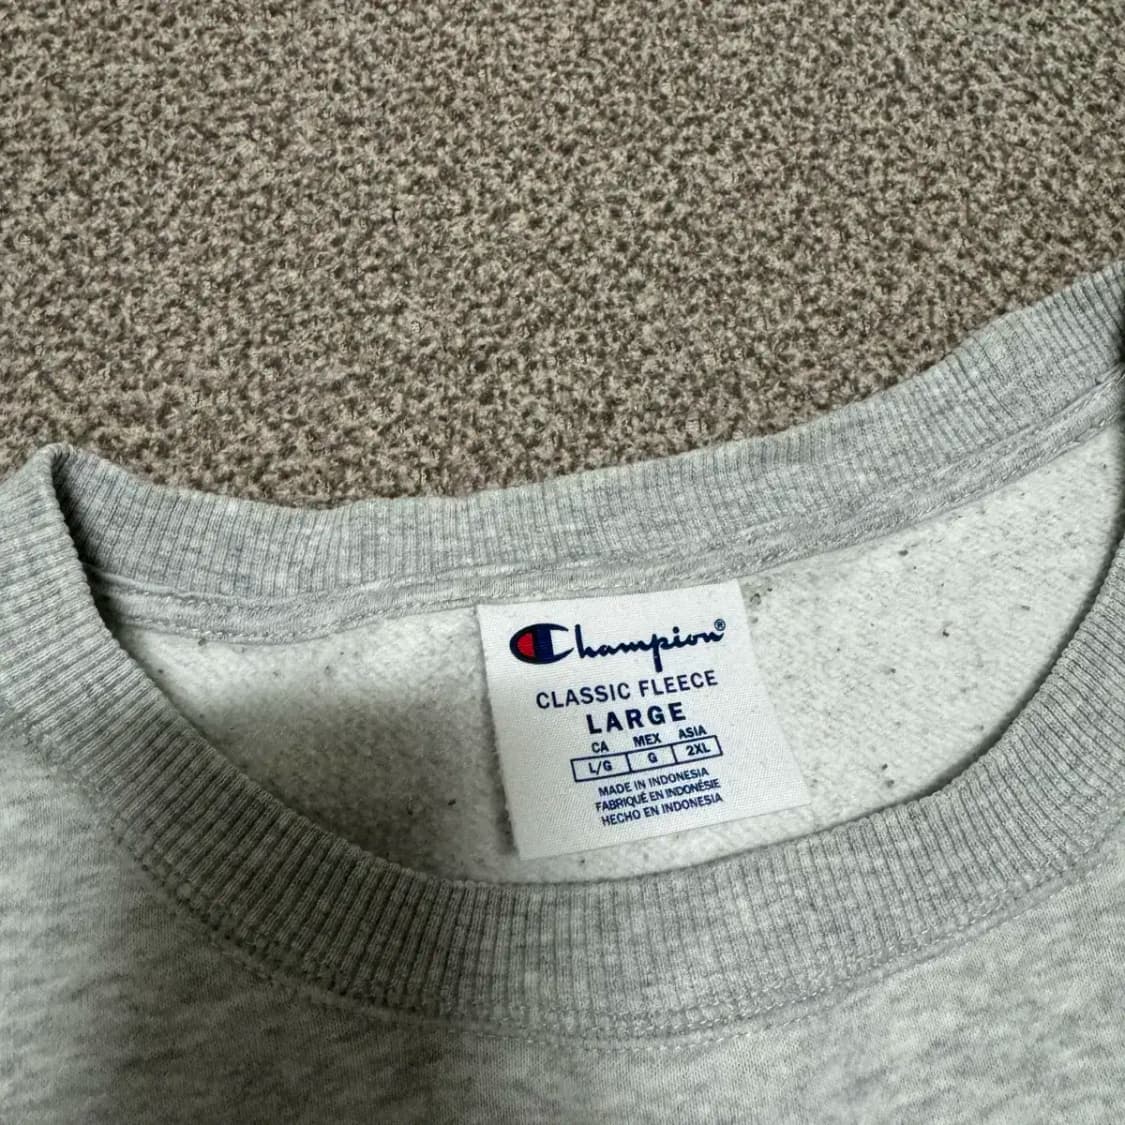 Champion®
CLASSIC FLEECE
LARGE
CA MEX ASIA
L/G G 2XL
MADE IN INDONESIA
FABRIQUÉ EN INDONÉSIE
HECHO EN INDONESIA